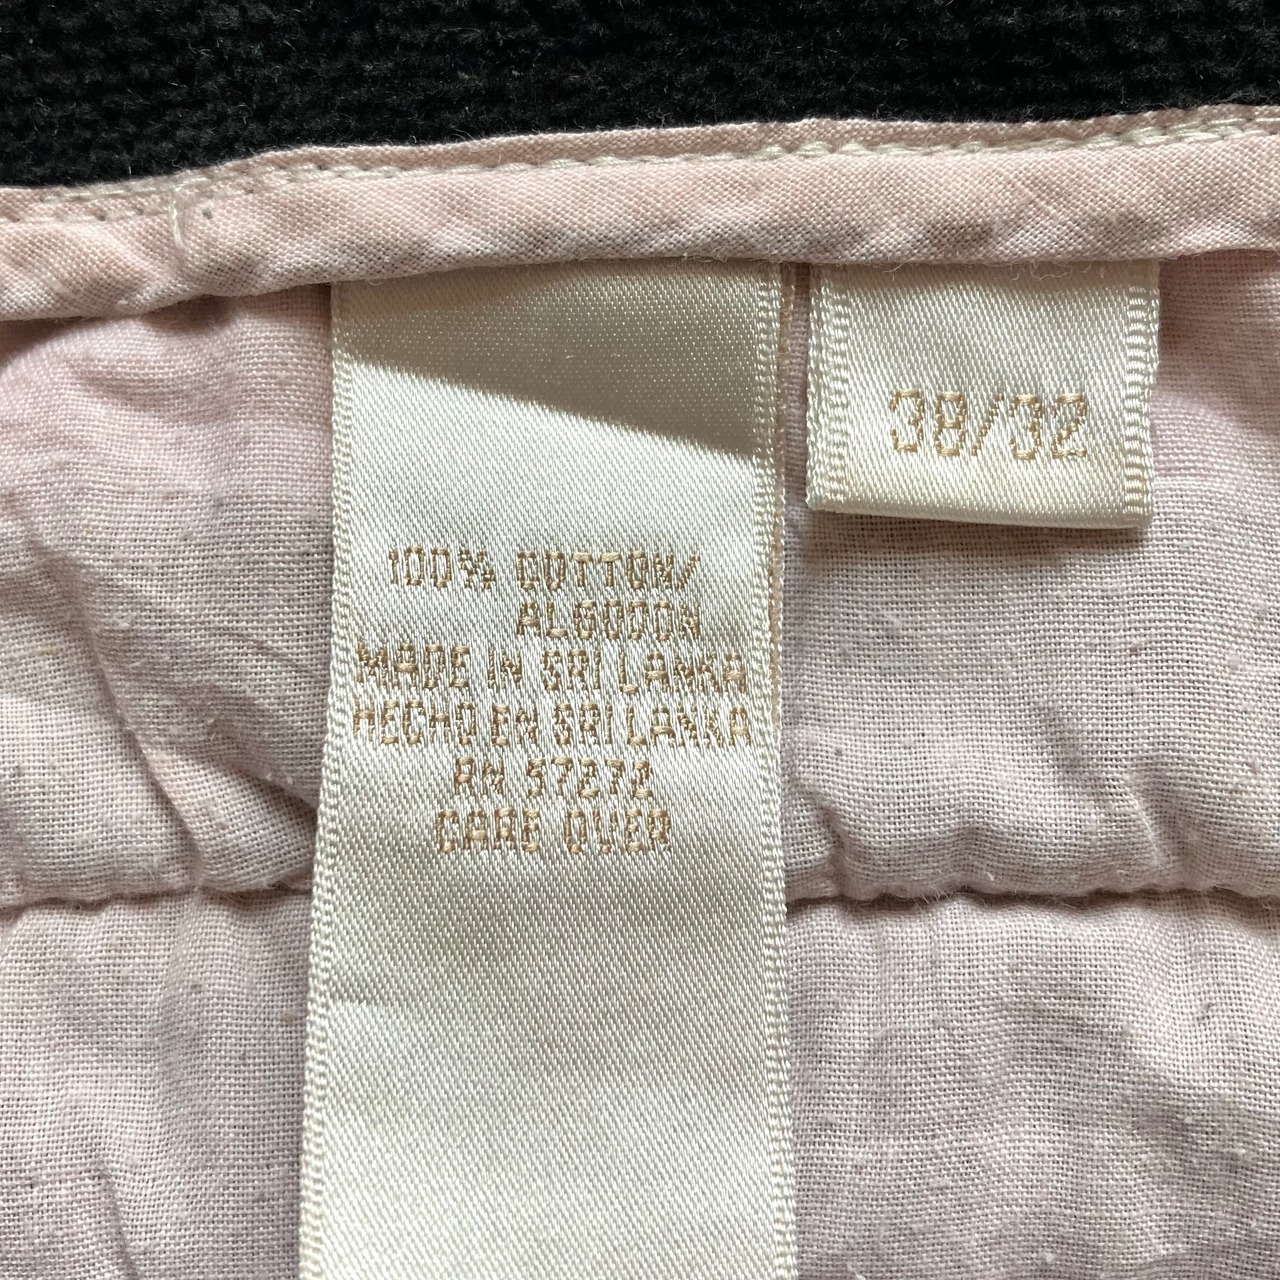 38/32
100% COTTON/
ALGODON
MADE IN SRI LANKA
HECHO EN SRI LANKA
RN 57272
CARE OVER